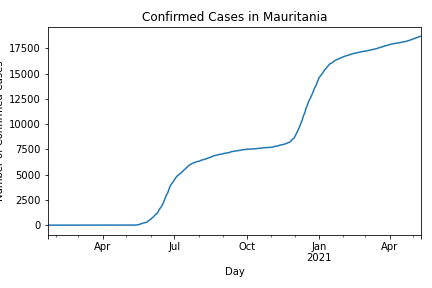 Confirmed Cases in Mauritania
17500
15000
12500
10000
7500
5000
2500
0
Number of Confirmed Cases
Apr
Jul
Oct
Jan
2021
Apr
Day